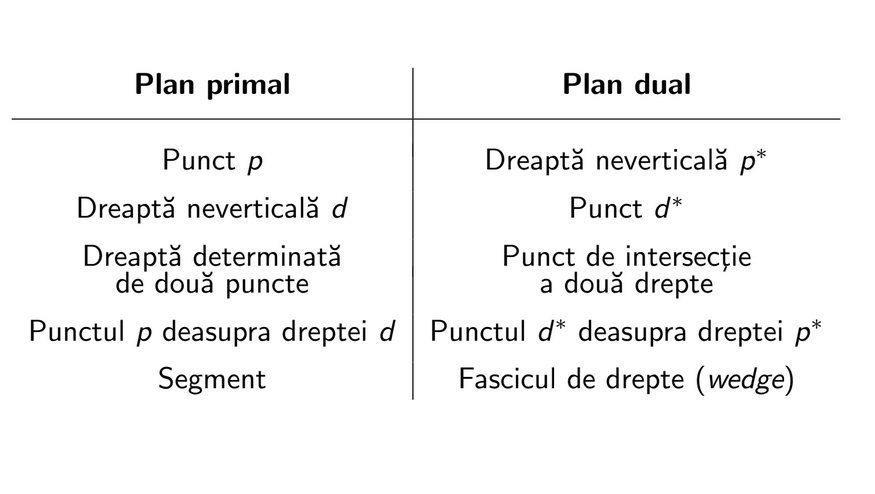 Plan primal	Plan dual
Punct p	Dreaptă neverticală p*
Dreaptă neverticală d	Punct d*
Dreaptă determinată	Punct de intersecție
de două puncte	a două drepte
Punctul p deasupra dreptei d	Punctul d* deasupra dreptei p*
Segment	Fascicul de drepte (wedge)